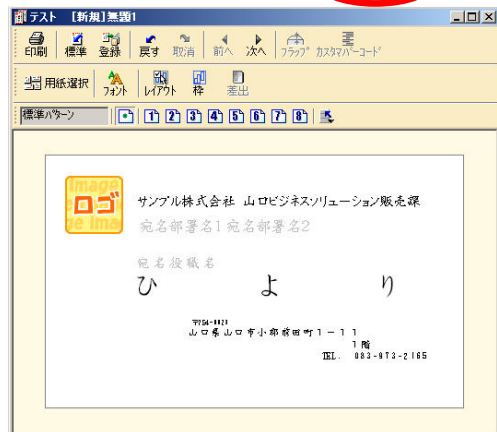 テスト 【新規】無題1
印刷 標準 登録 戻す 取消 前へ 次へ フラップ カスタマバーコード
用紙選択 フォント レイアウト 枠 差出
標準パターン 1 2 3 4 5 6 7 8
Image
ロゴ
サンプル株式会社 山口ビジネスソリューション販売課
宛名部署名1 宛名部署名2
宛名役職名
ひ よ り
〒754-0021
山口県山口市小郡前田町1-11
1階
TEL. 083-973-2165